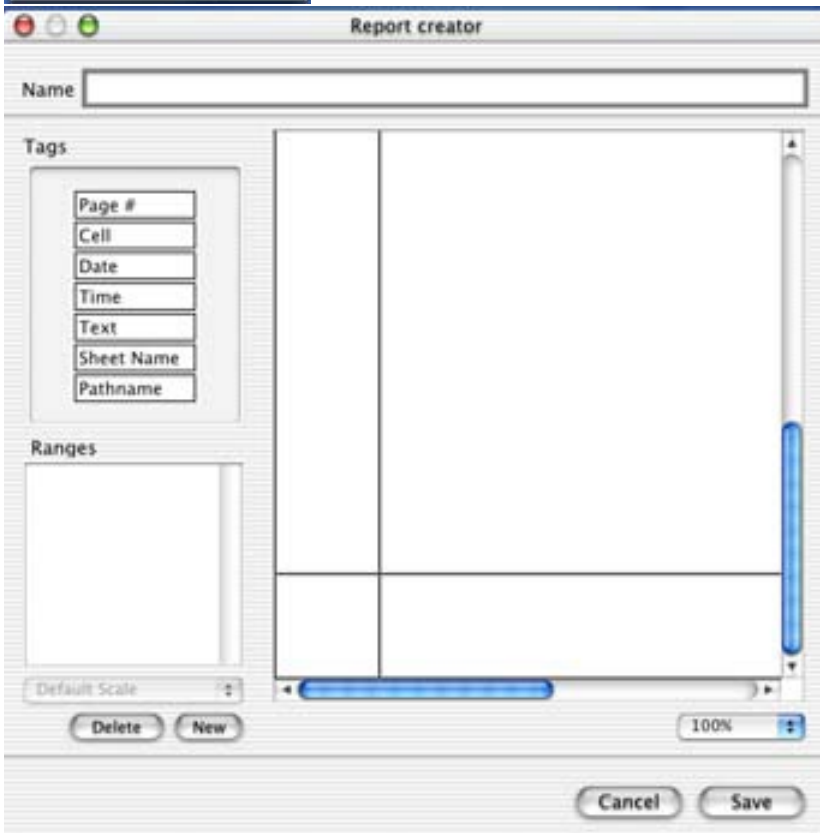 Report creator
Name
Tags
Page #
Cell
Date
Time
Text
Sheet Name
Pathname
Ranges
Default Scale
Delete New
100%
Cancel Save